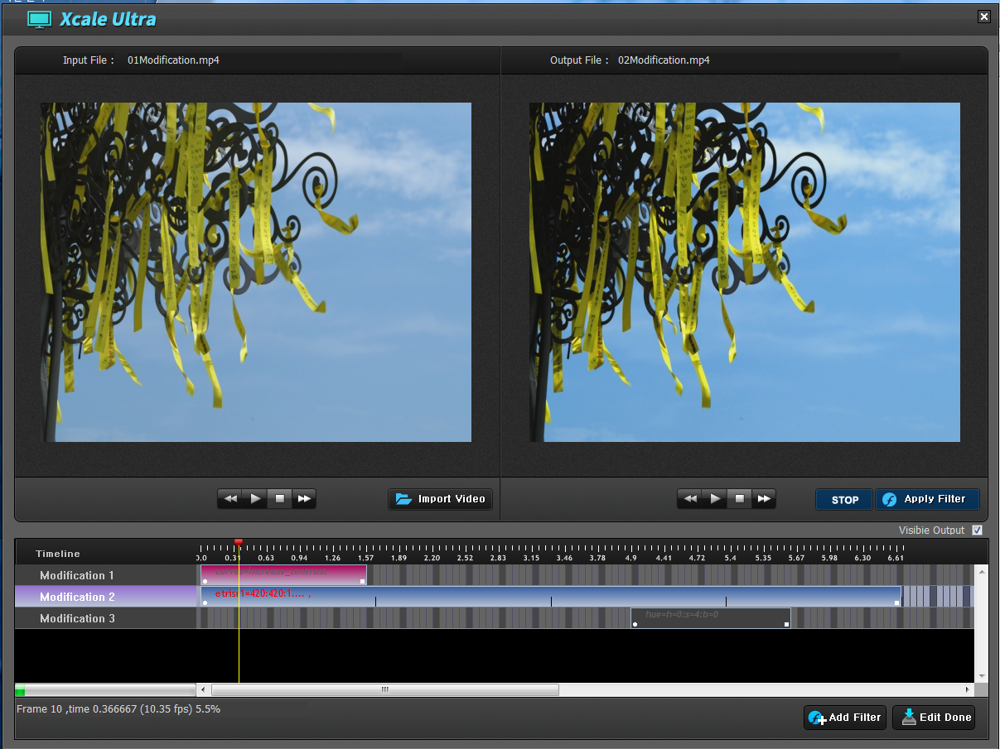 Xcale Ultra
Input File : 01Modification.mp4
Output File : 02Modification.mp4
Import Video
STOP
Apply Filter
Visibie Output
Timeline
0.0 0.31 0.63 0.94 1.26 1.57 1.89 2.20 2.52 2.83 3.15 3.46 3.78 4.9 4.41 4.72 5.4 5.35 5.67 5.98 6.30 6.61
Modification 1
curves=increase_contrast
Modification 2
=420:420:1.... ,
Modification 3
hue=h=0:s=4:b=0
Frame 10 ,time 0.366667 (10.35 fps) 5.5%
Add Filter
Edit Done